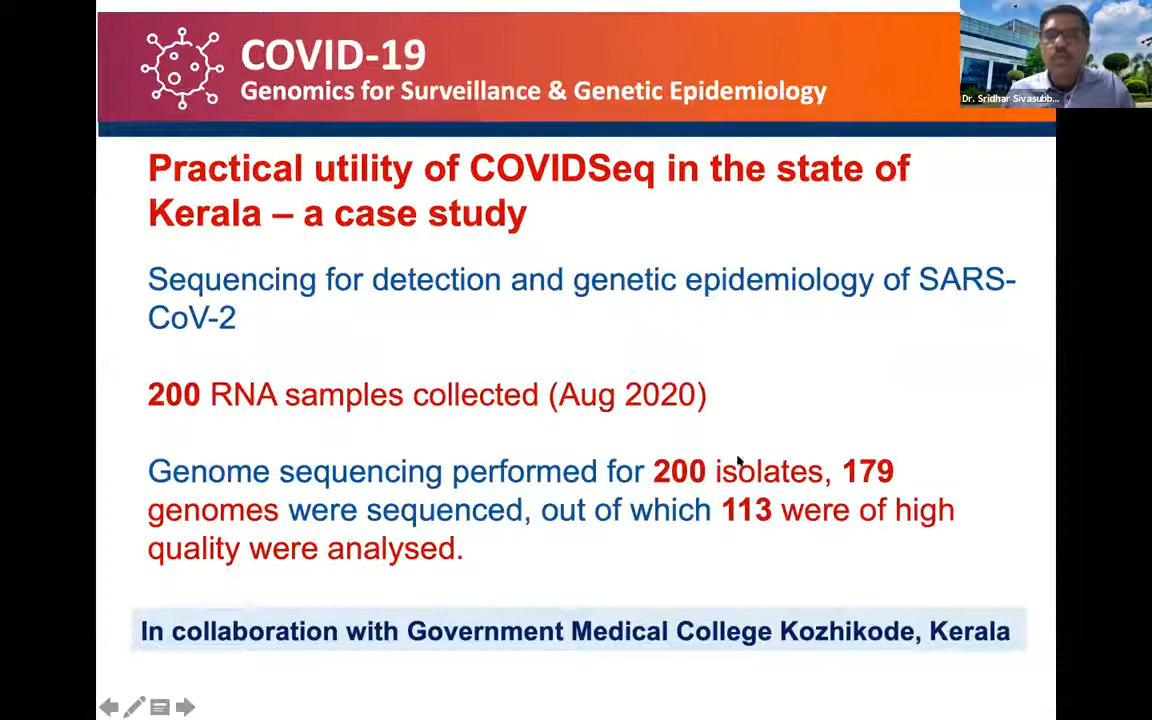 COVID-19
Genomics for Surveillance & Genetic Epidemiology
Dr. Sridhar Sivasubb...
Practical utility of COVIDSeq in the state of
Kerala – a case study
Sequencing for detection and genetic epidemiology of SARS-
CoV-2
200 RNA samples collected (Aug 2020)
Genome sequencing performed for 200 isolates, 179
genomes were sequenced, out of which 113 were of high
quality were analysed.
In collaboration with Government Medical College Kozhikode, Kerala